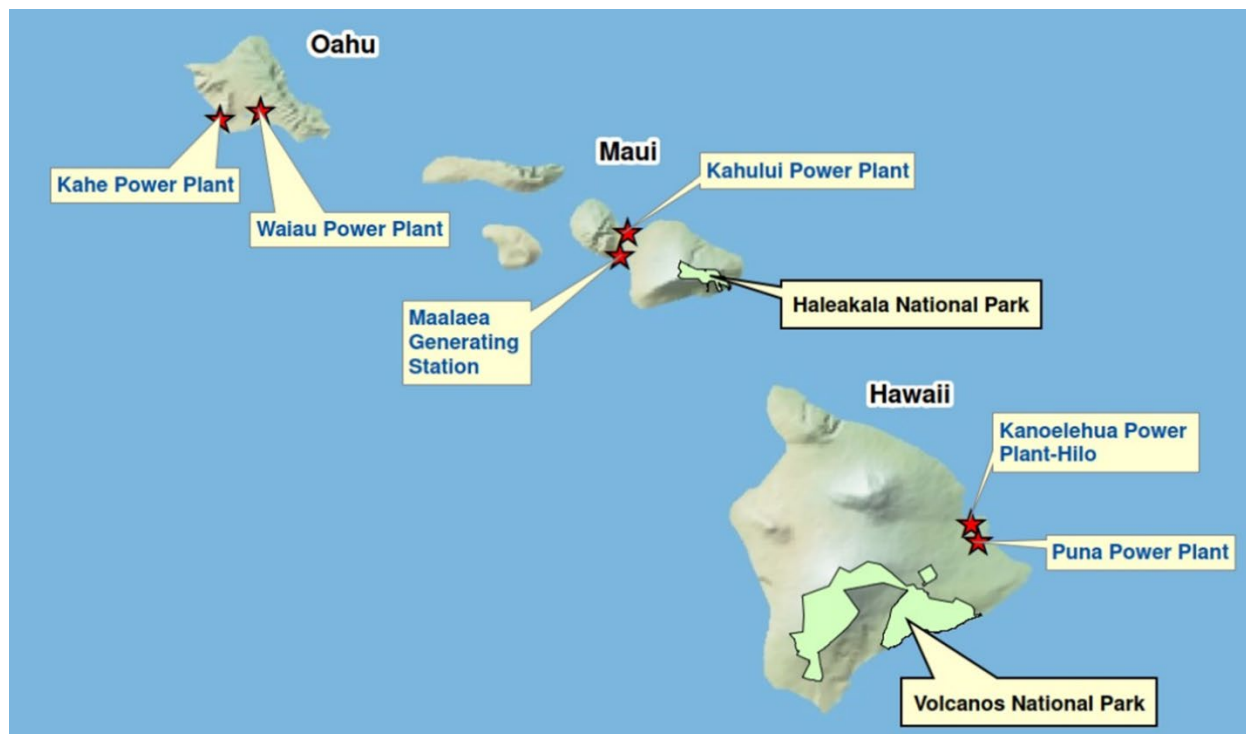 Oahu
Kahe Power Plant
Waiau Power Plant
Maui
Kahului Power Plant
Maalaea
Generating
Station
Haleakala National Park
Hawaii
Kanoelehua Power
Plant-Hilo
Puna Power Plant
Volcanos National Park